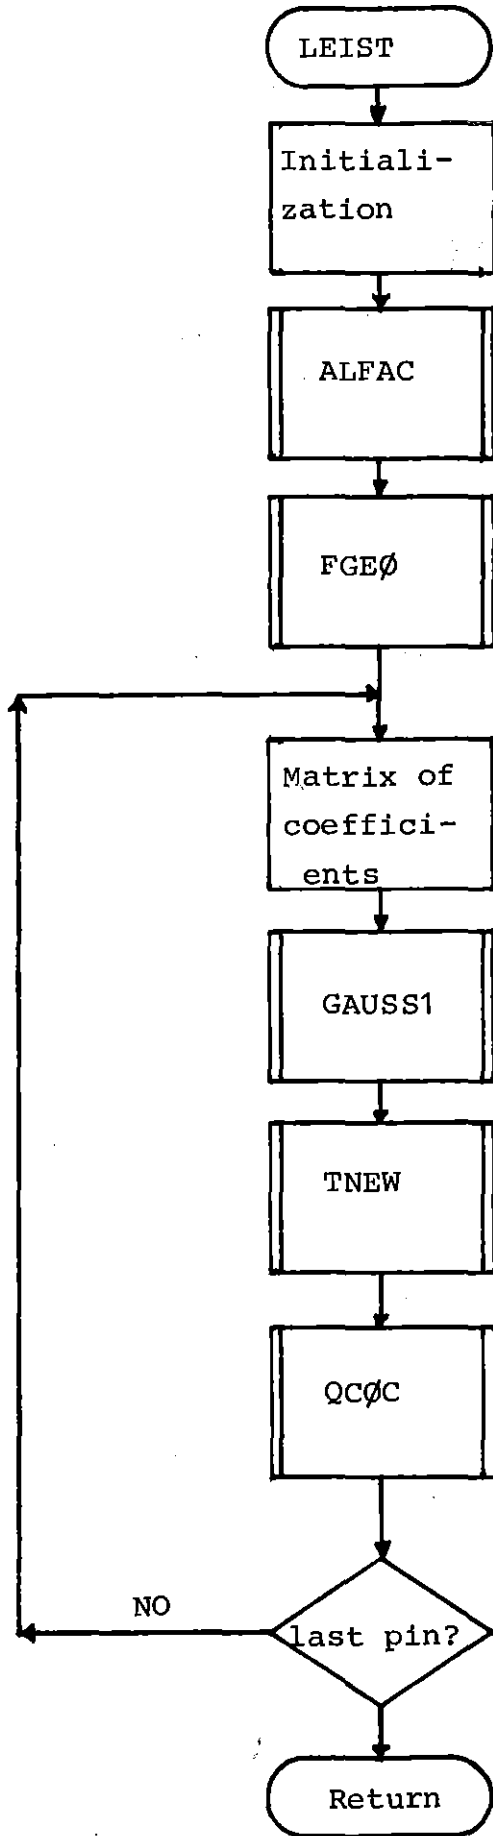 LEIST
Initiali-
zation
ALFAC
FGEØ
Matrix of
coeffici-
ents
GAUSS1
TNEW
QCØC
NO
last pin?
Return